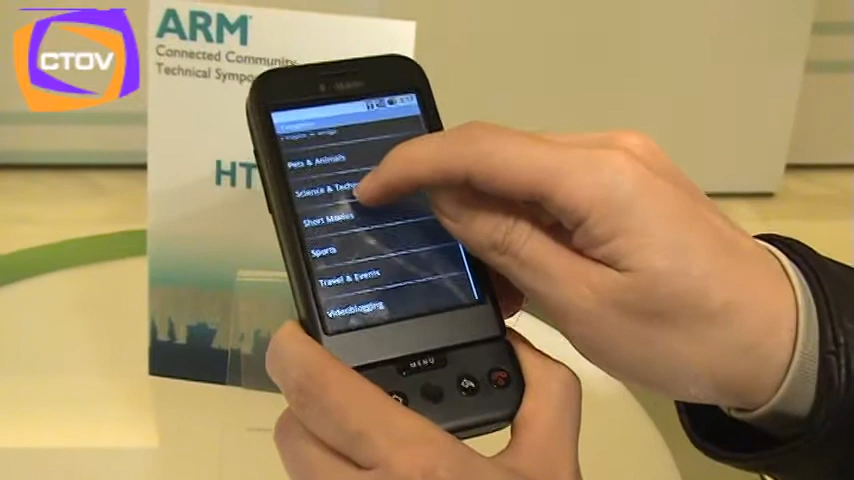 CTOV
ARM
Connected Community
Technical Sympo
HT
Pets & Animals
Science & Techn
Short Movies
Sports
Travel & Events
Videoblogging
MENU